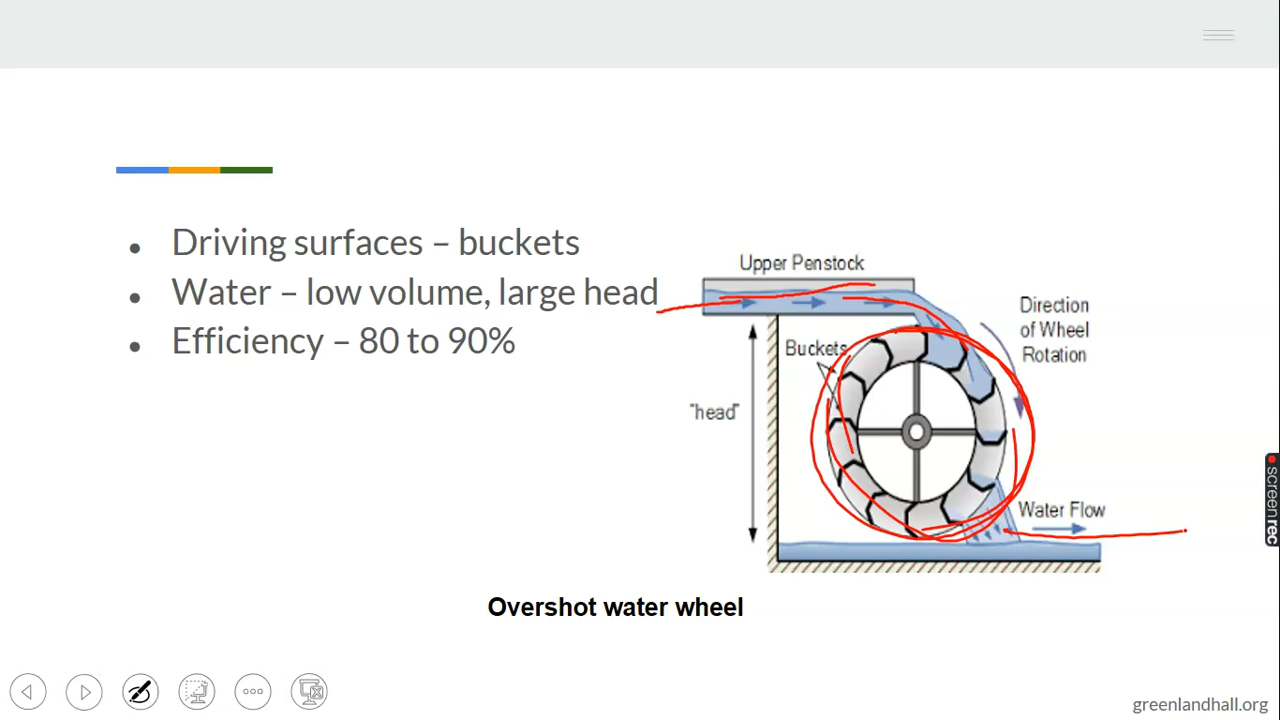 ● Driving surfaces – buckets
● Water – low volume, large head
● Efficiency – 80 to 90%
Upper Penstock
Direction
of Wheel
Rotation
Buckets
"head"
Water Flow
Overshot water wheel
screenrec
greenlandhall.org